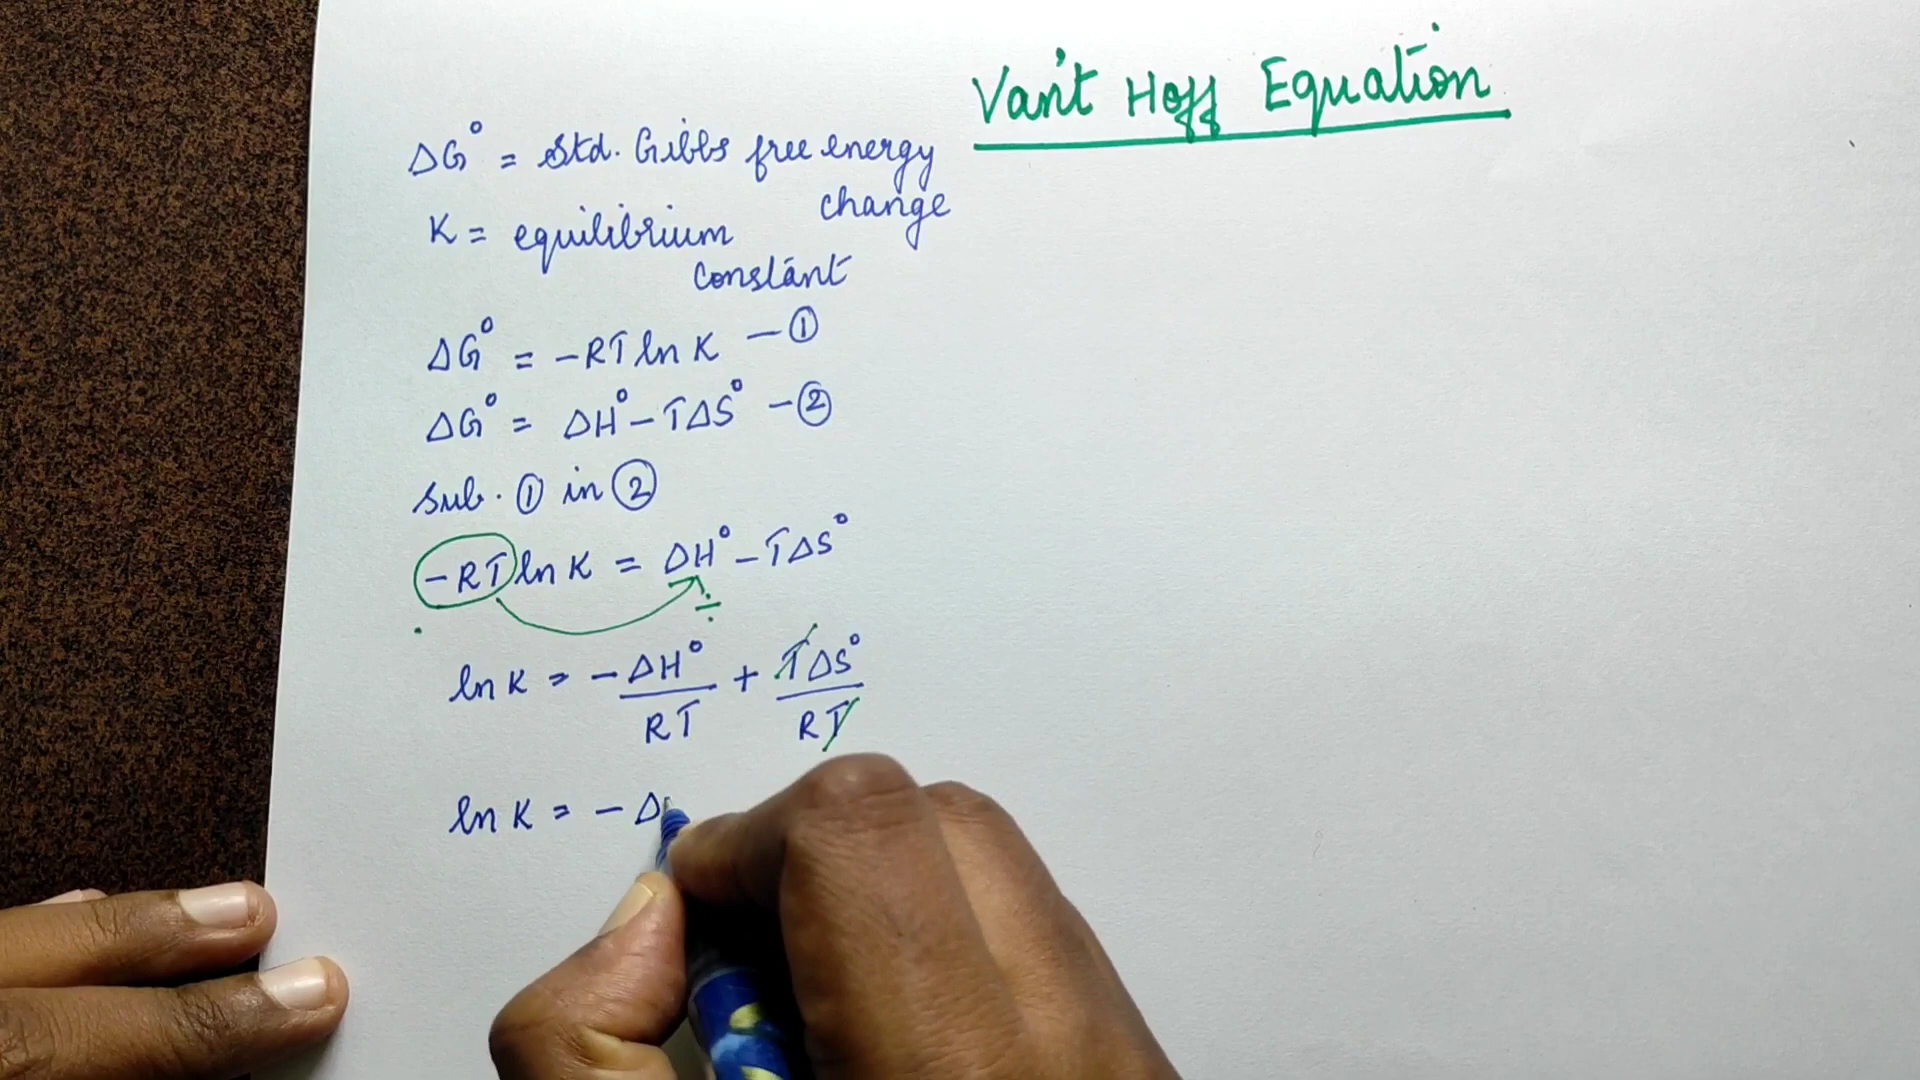 Van't Hoff Equation
ΔG° = Std. Gibbs free energy
change
K = equilibrium
constant
ΔG° = -RT ln K - ①
ΔG° = ΔH° - TΔS° - ②
Sub. ① in ②
-RT ln K = ΔH° - TΔS°
÷
ln K = -ΔH°/RT + TΔS°/RT
ln K = - Δ